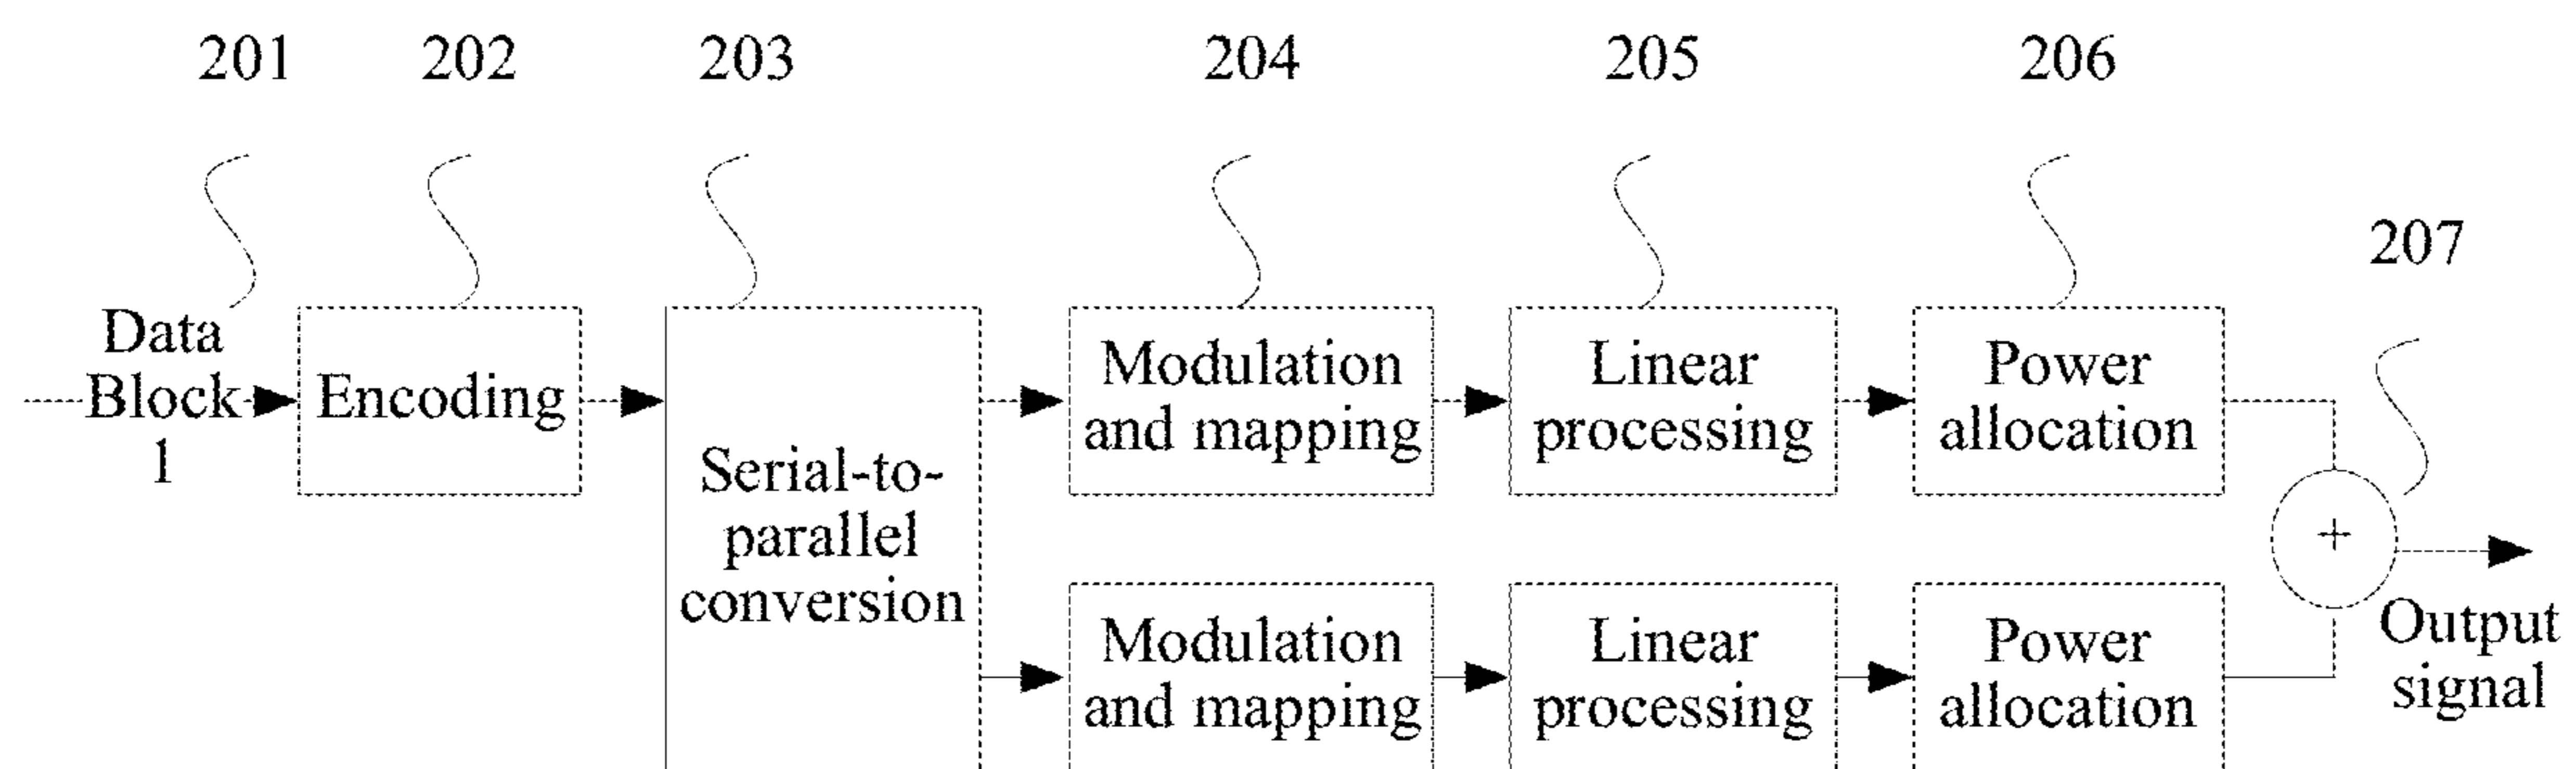 201
202
203
204
205
206
207
Data
Block
1
Encoding
Serial-to-
parallel
conversion
Modulation
and mapping
Linear
processing
Power
allocation
+
Modulation
and mapping
Linear
processing
Power
allocation
Output
signal